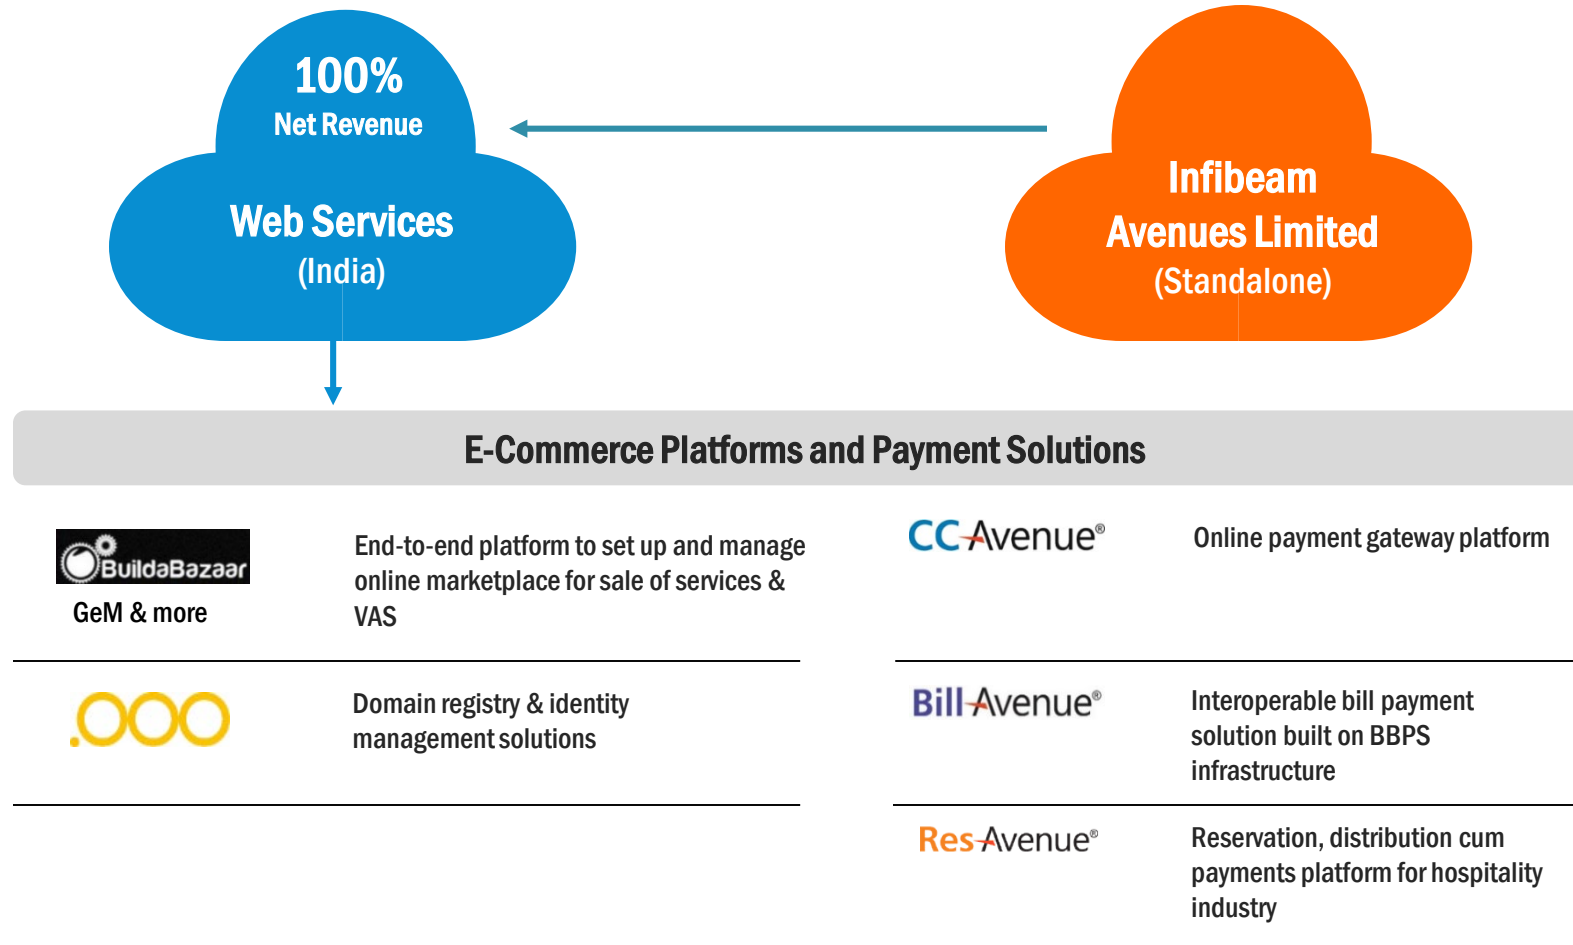 100%
Net Revenue
Web Services
(India)
Infibeam
Avenues Limited
(Standalone)
E-Commerce Platforms and Payment Solutions
BuildaBazaar
GeM & more
End-to-end platform to set up and manage
online marketplace for sale of services &
VAS
.OOO
Domain registry & identity
management solutions
CCAvenue®
Online payment gateway platform
BillAvenue®
Interoperable bill payment
solution built on BBPS
infrastructure
ResAvenue®
Reservation, distribution cum
payments platform for hospitality
industry